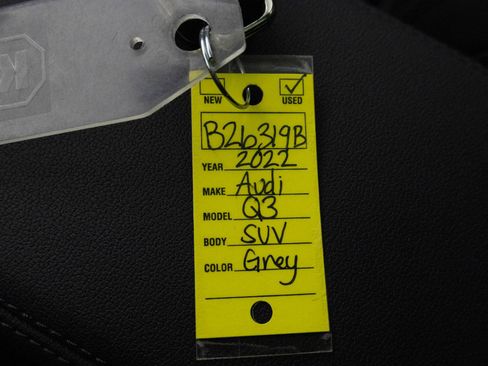 NEW USED
B26319B
YEAR 2022
MAKE Audi
MODEL Q3
BODY SUV
COLOR Grey